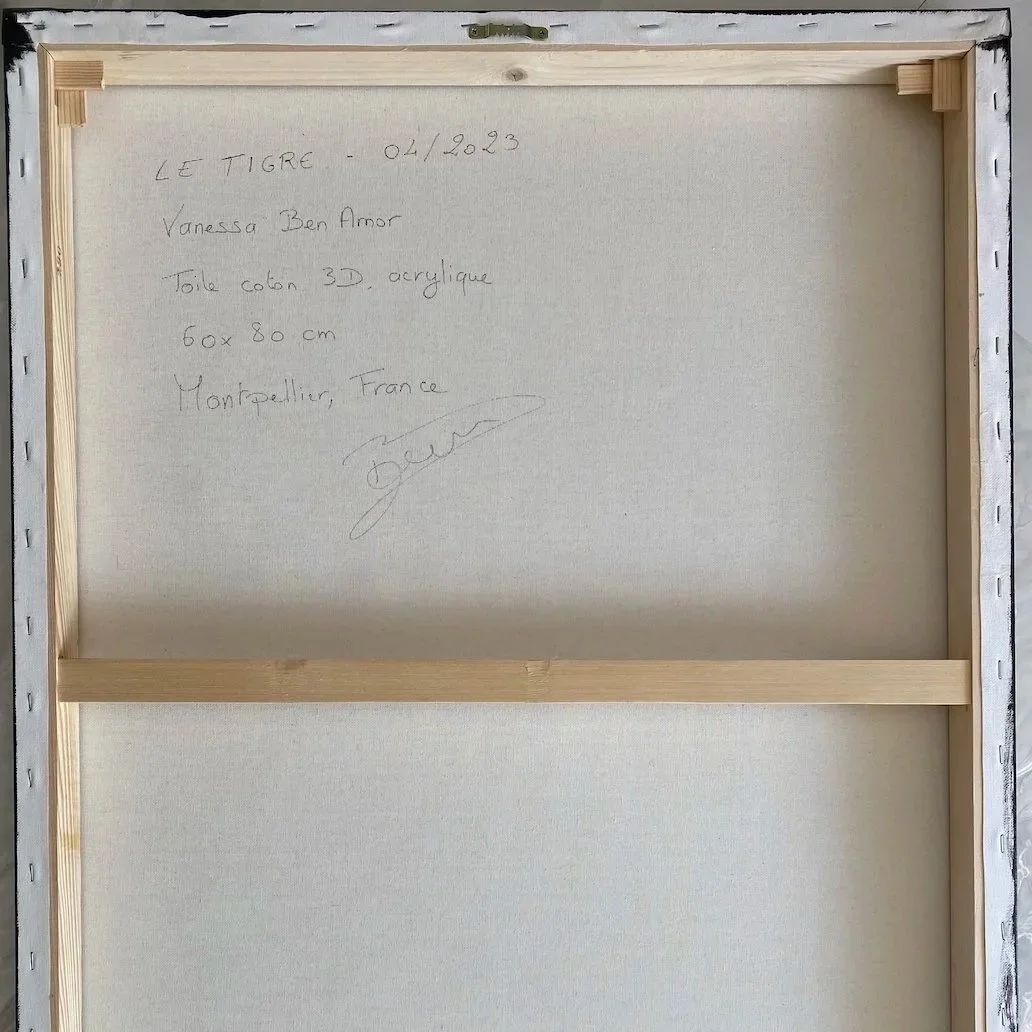 LE TIGRE - 04/2023
Vanessa Ben Amor
Toile coton 3D, acrylique
60x 80 cm
Montpellier, France